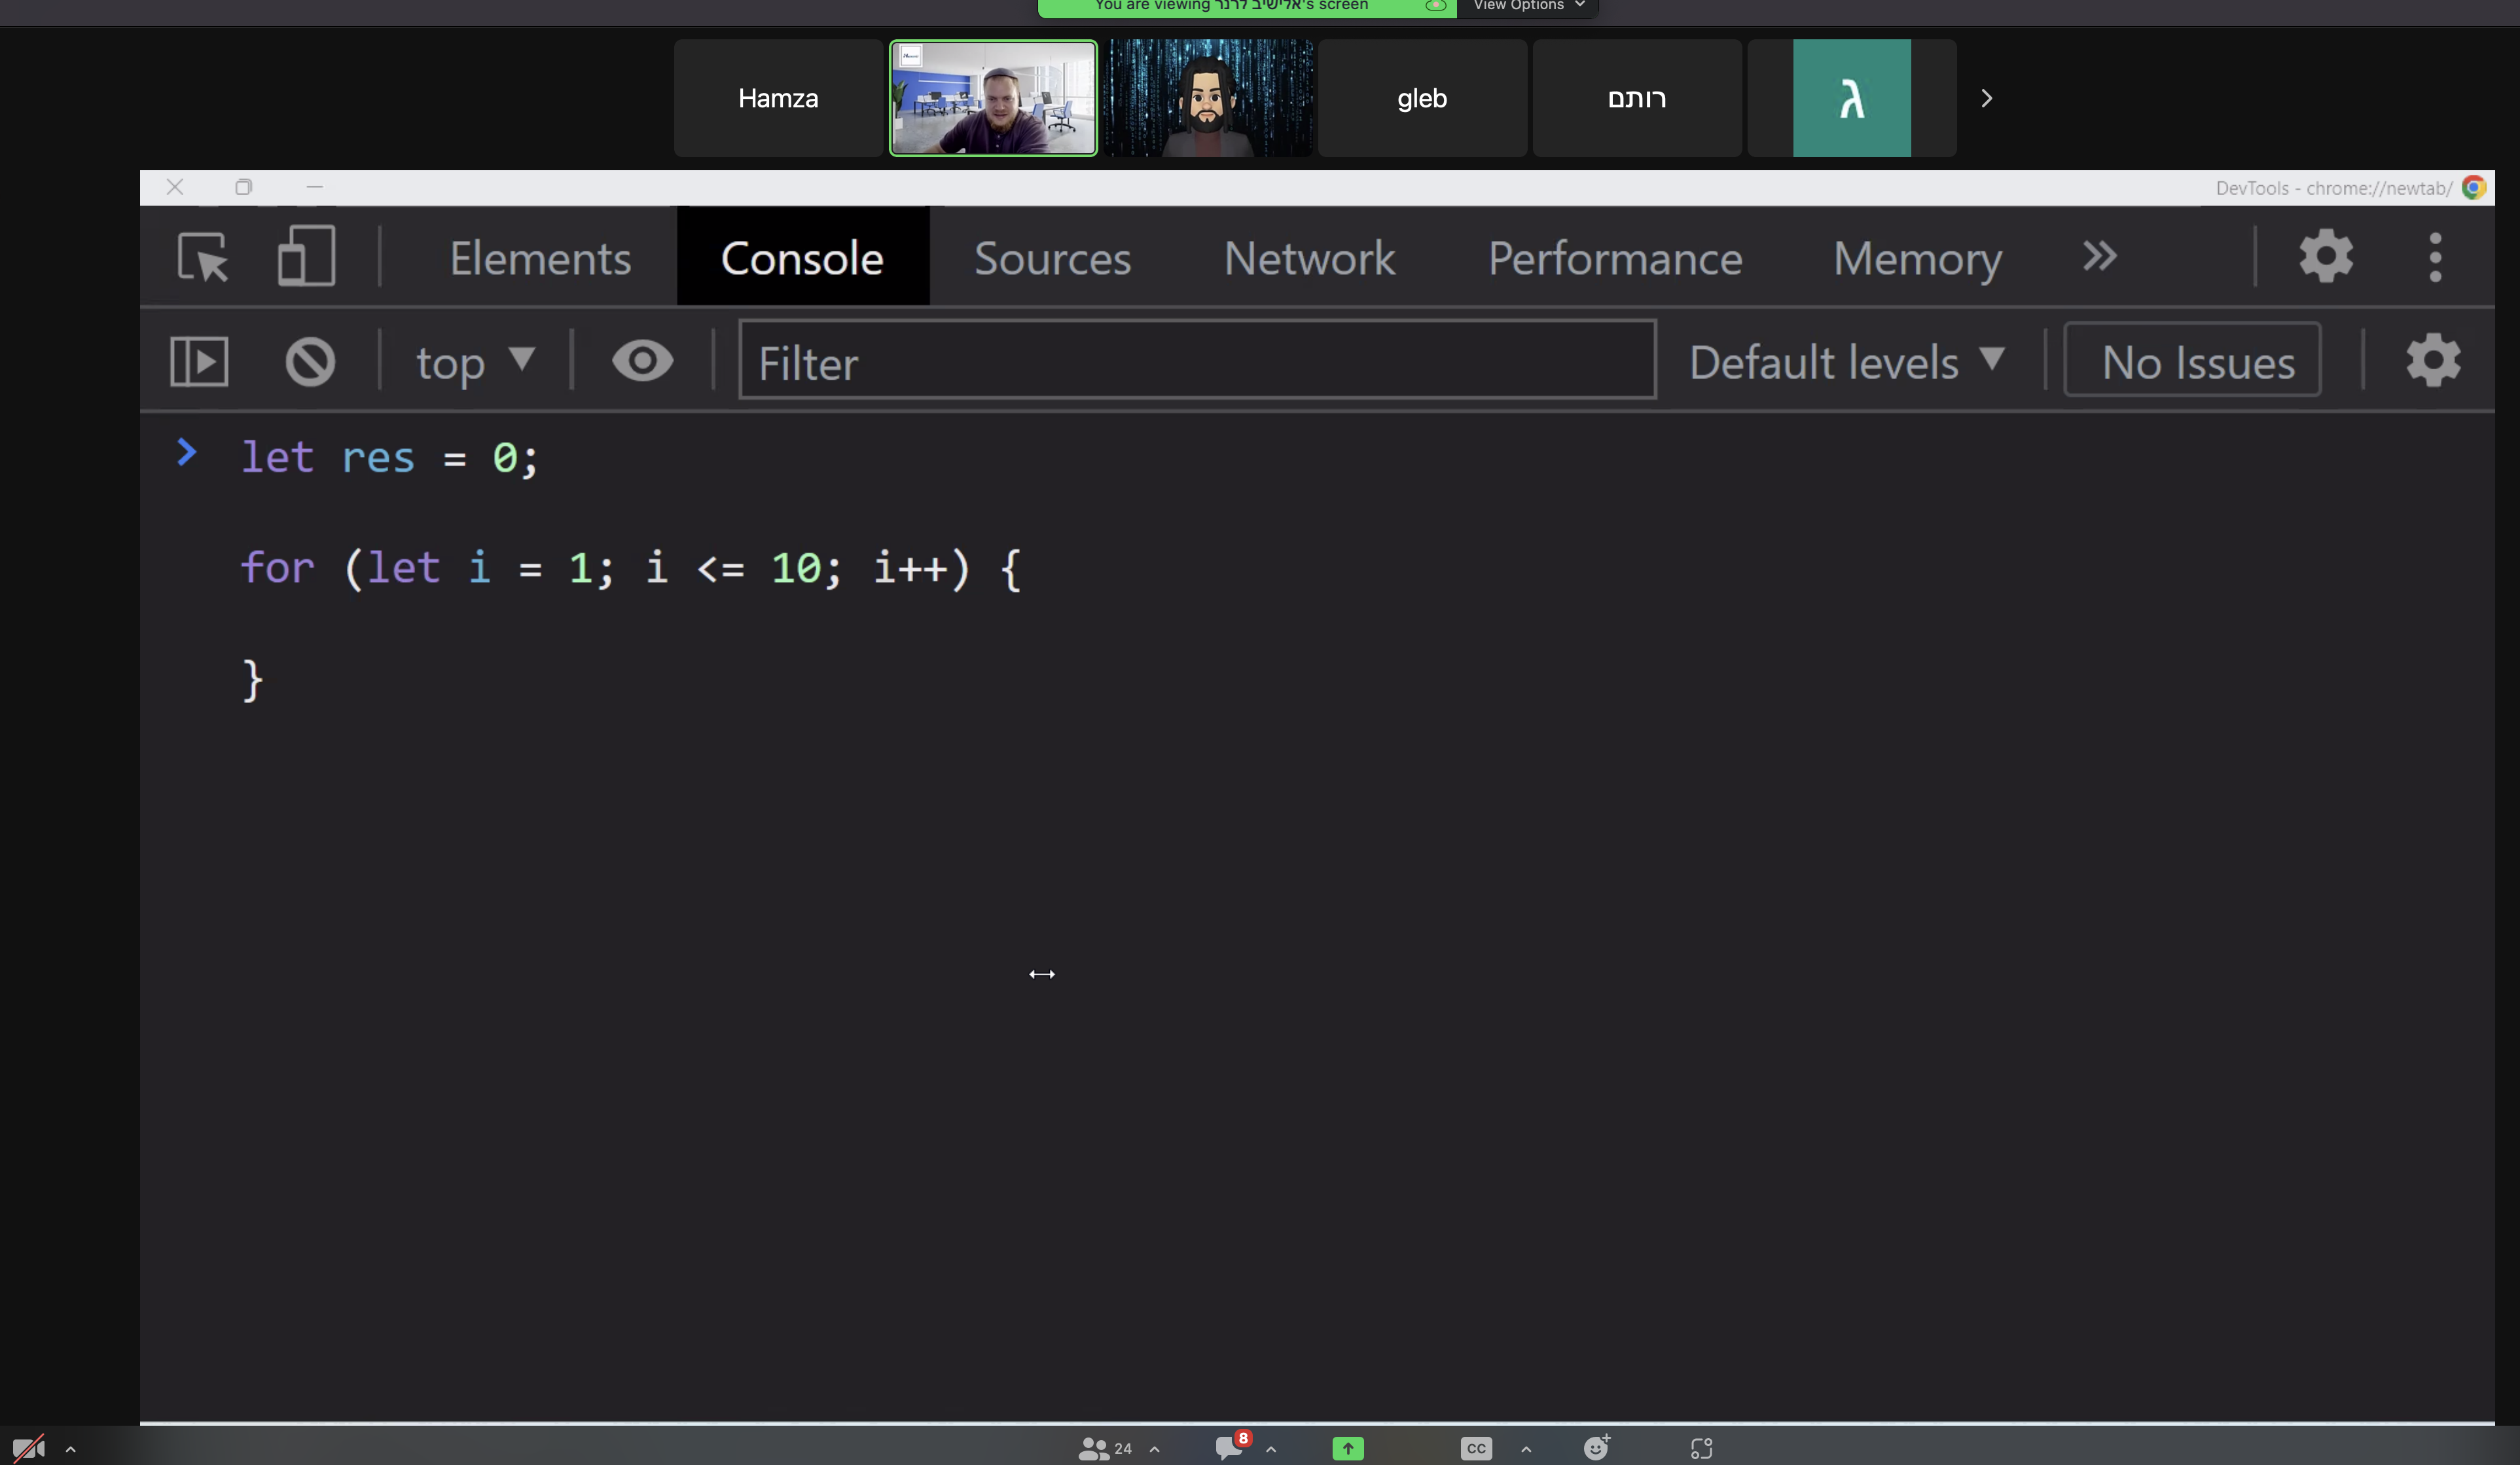 You are viewing אלישיב לרנר's screen
View Options
Hamza
gleb
רותם
ג
DevTools - chrome://newtab/
Elements Console Sources Network Performance Memory
top Filter Default levels No Issues
let res = 0;
for (let i = 1; i <= 10; i++) {
}
24
8
CC